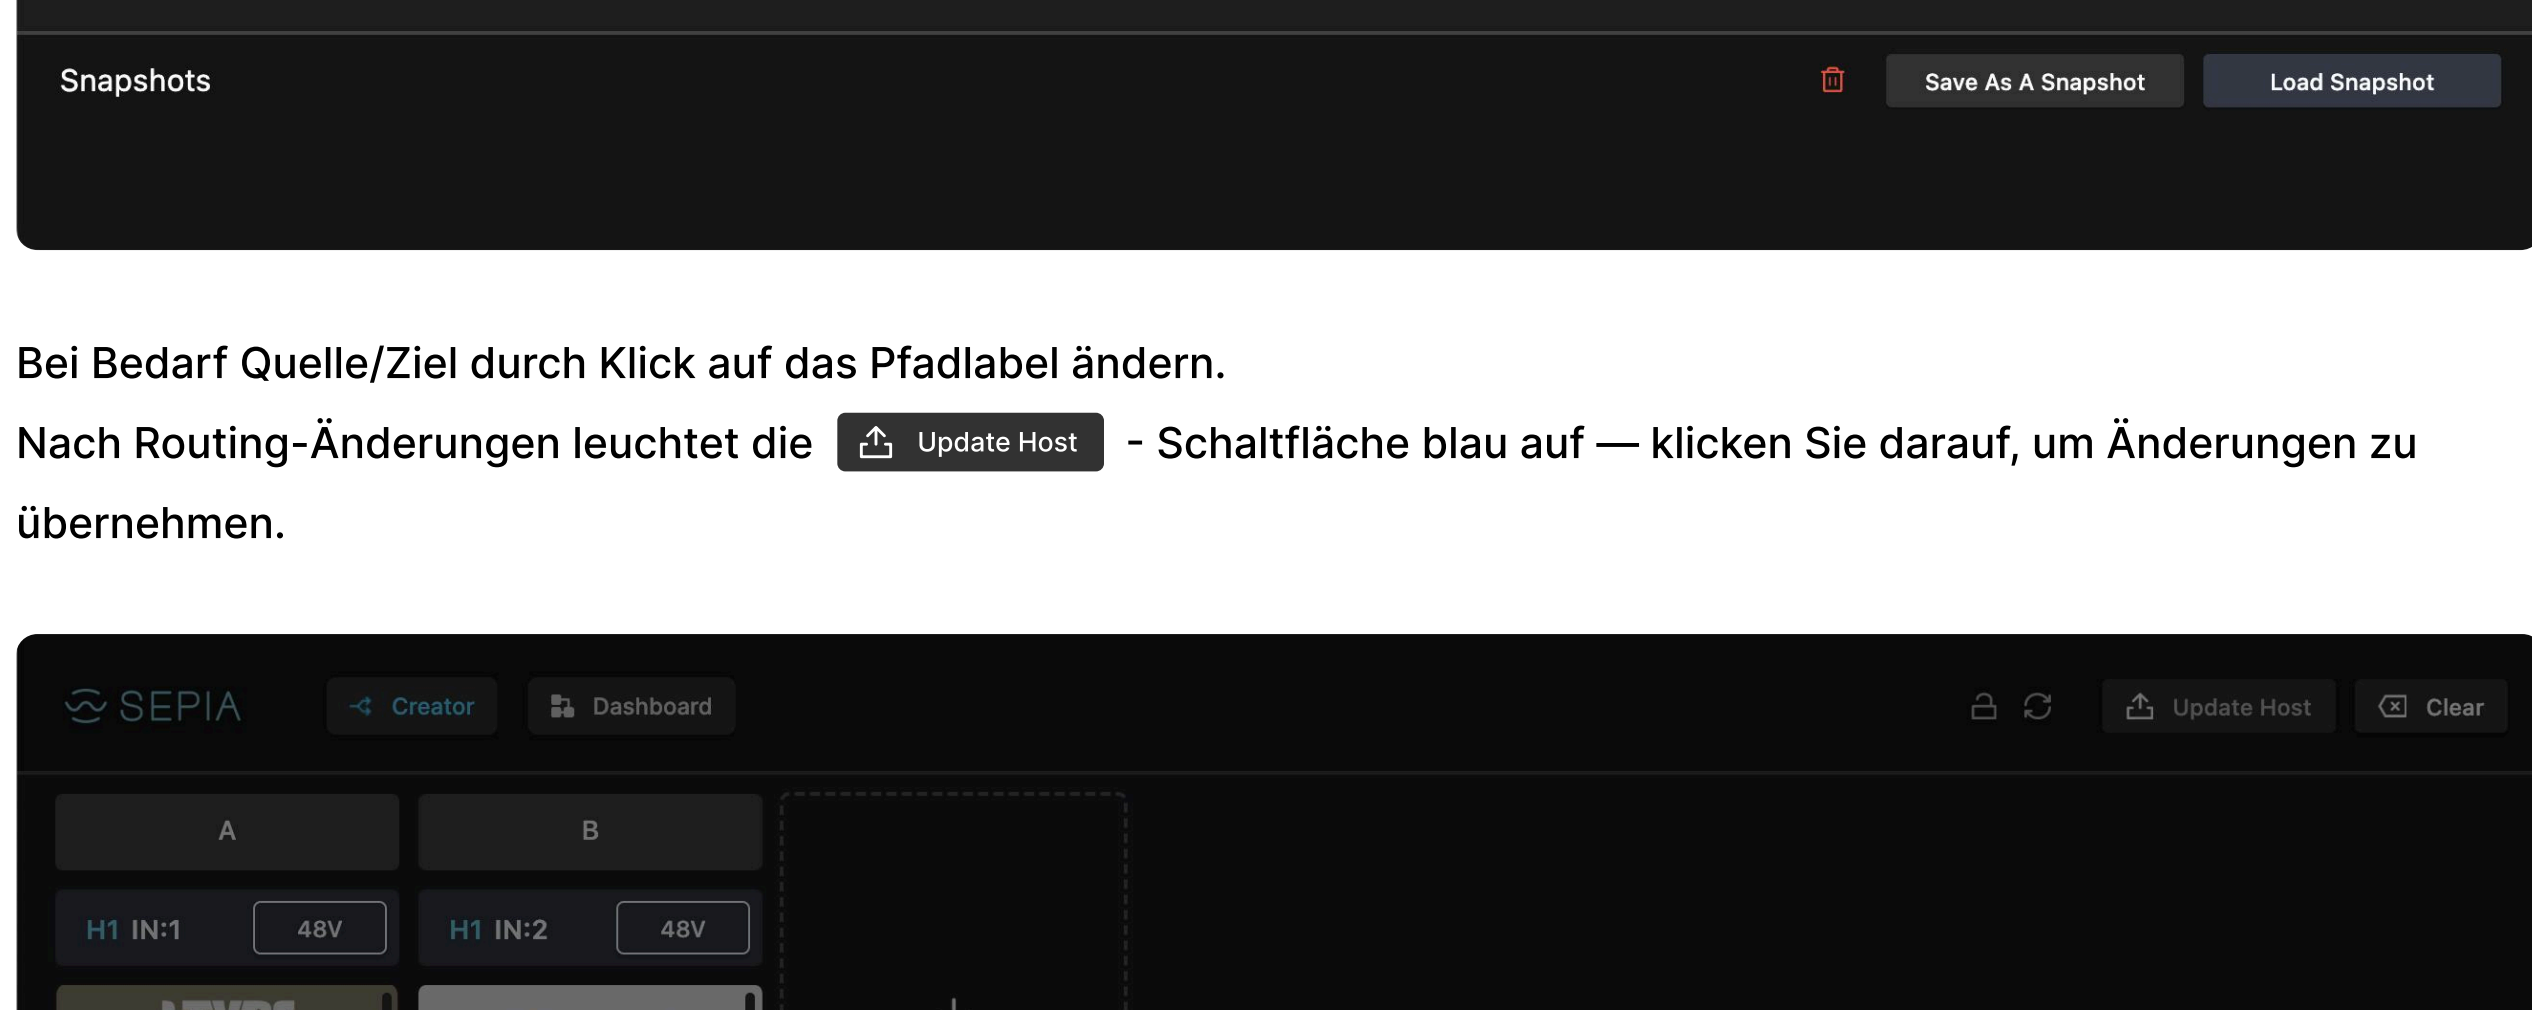 Snapshots Save As A Snapshot Load Snapshot
Bei Bedarf Quelle/Ziel durch Klick auf das Pfadlabel ändern.
Nach Routing-Änderungen leuchtet die Update Host - Schaltfläche blau auf — klicken Sie darauf, um Änderungen zu
übernehmen.
SEPIA Creator Dashboard Update Host Clear
A B
H1 IN:1 48V H1 IN:2 48V